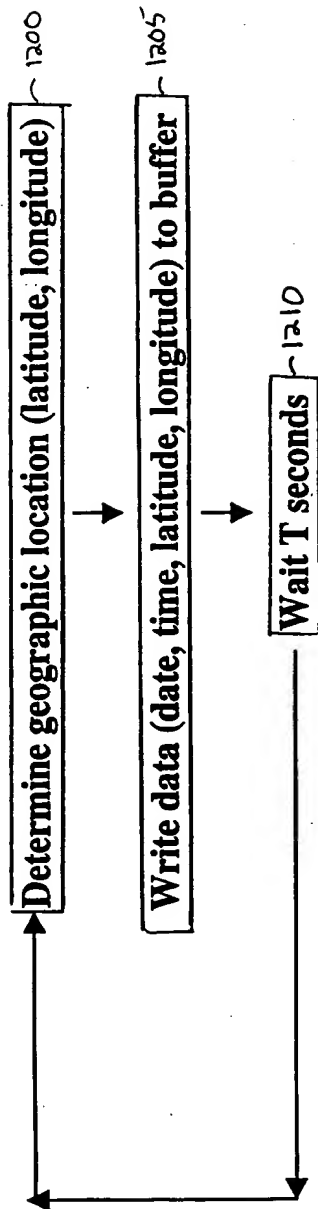 Determine geographic location (latitude, longitude) 1200
Write data (date, time, latitude, longitude) to buffer 1205
Wait T seconds 1210